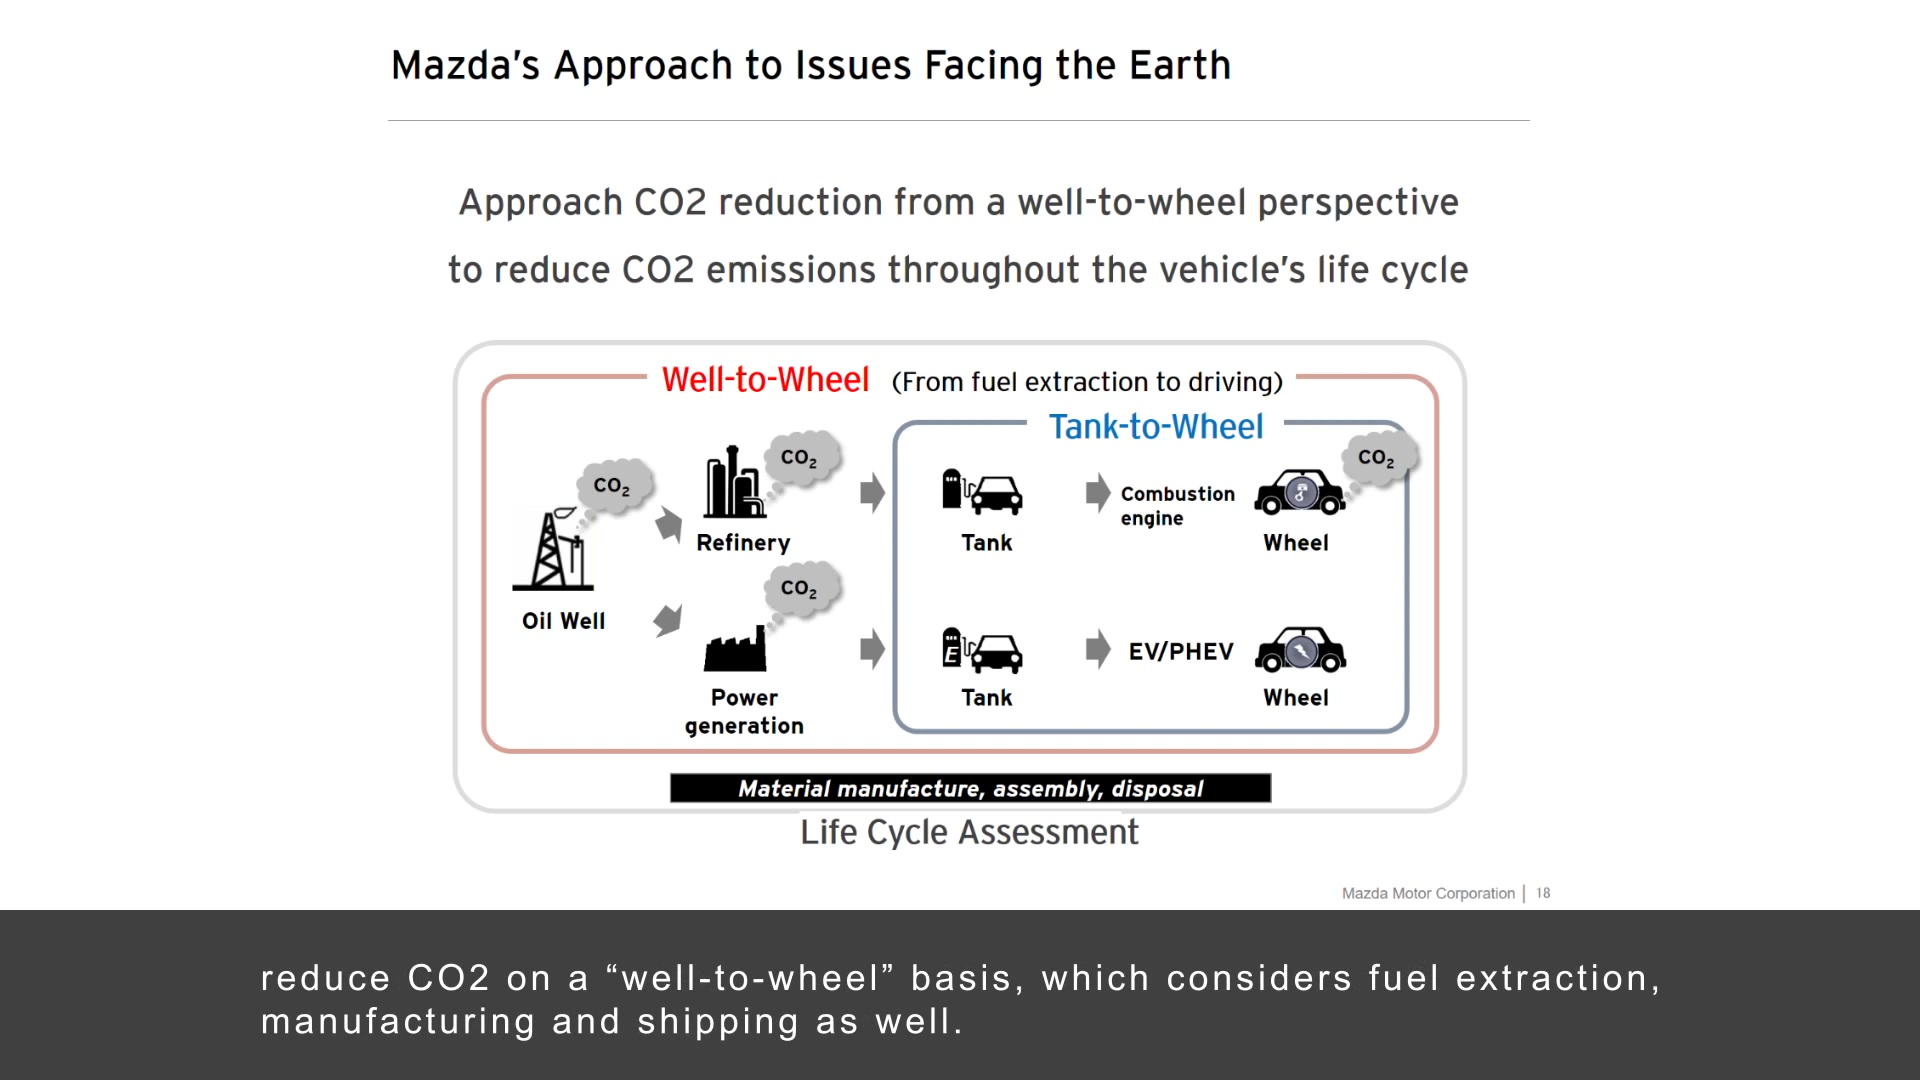 Mazda’s Approach to Issues Facing the Earth
Approach CO2 reduction from a well-to-wheel perspective
to reduce CO2 emissions throughout the vehicle’s life cycle
Well-to-Wheel (From fuel extraction to driving)
Tank-to-Wheel
CO₂
CO₂
CO₂
Combustion
engine
Refinery
Tank
Wheel
CO₂
Oil Well
E
EV/PHEV
Power
generation
Tank
Wheel
Material manufacture, assembly, disposal
Life Cycle Assessment
Mazda Motor Corporation | 18
reduce CO2 on a “well-to-wheel” basis, which considers fuel extraction,
manufacturing and shipping as well.